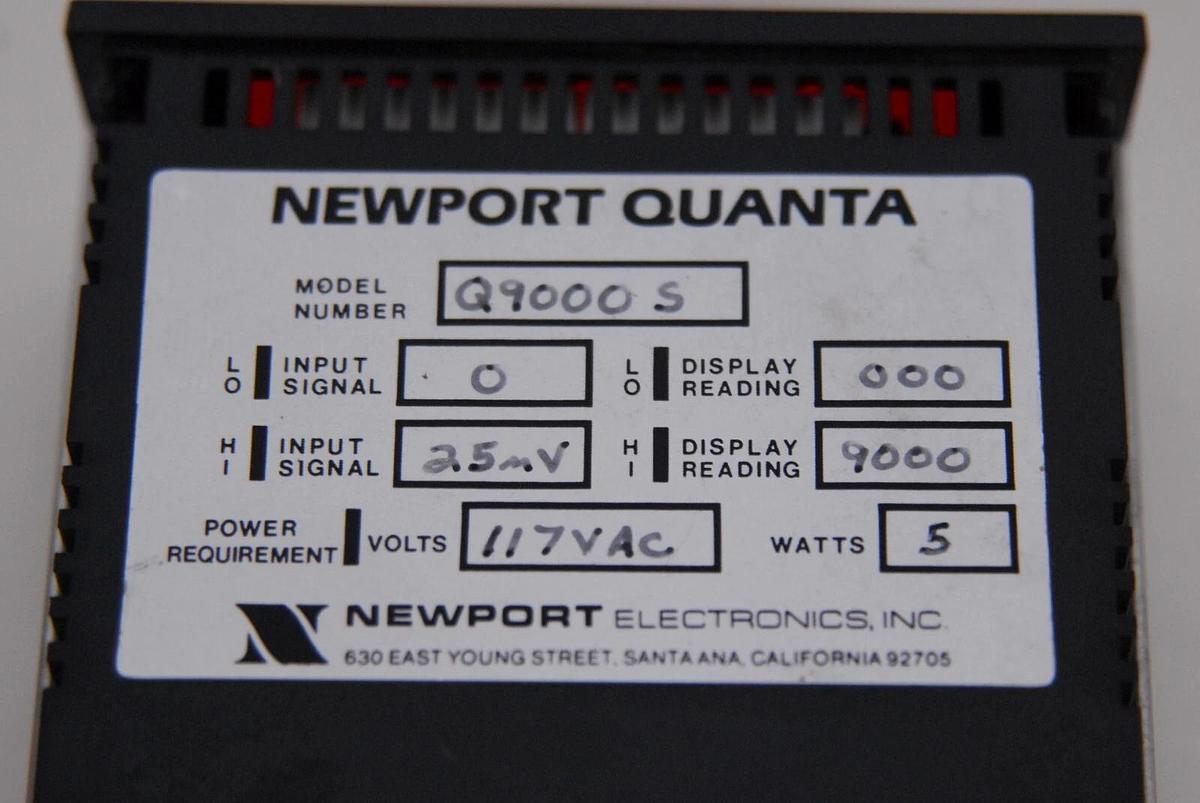 NEWPORT QUANTA
MODEL NUMBER Q9000 S
LO INPUT SIGNAL 0 LO DISPLAY READING 000
HI INPUT SIGNAL 25mV HI DISPLAY READING 9000
POWER REQUIREMENT VOLTS 117VAC WATTS 5
NEWPORT ELECTRONICS, INC.
630 EAST YOUNG STREET, SANTA ANA, CALIFORNIA 92705